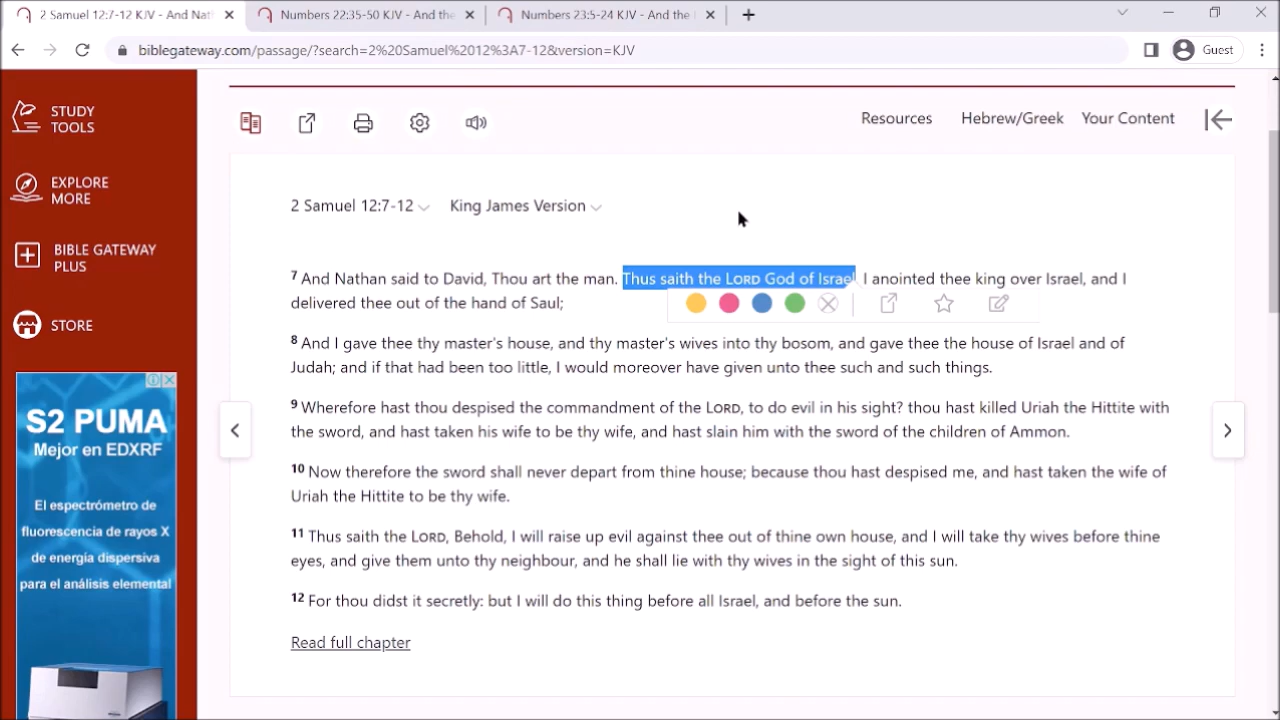 2 Samuel 12:7-12 KJV - And Nath
Numbers 22:35-50 KJV - And the
Numbers 23:5-24 KJV - And the
biblegateway.com/passage/?search=2%20Samuel%2012%3A7-12&version=KJV
Guest
STUDY
TOOLS
EXPLORE
MORE
BIBLE GATEWAY
PLUS
STORE
S2 PUMA
Mejor en EDXRF
El espectrómetro de
fluorescencia de rayos X
de energía dispersiva
para el análisis elemental
Resources Hebrew/Greek Your Content
2 Samuel 12:7-12 King James Version
7 And Nathan said to David, Thou art the man. Thus saith the LORD God of Israel, I anointed thee king over Israel, and I
delivered thee out of the hand of Saul;
8 And I gave thee thy master's house, and thy master's wives into thy bosom, and gave thee the house of Israel and of
Judah; and if that had been too little, I would moreover have given unto thee such and such things.
9 Wherefore hast thou despised the commandment of the LORD, to do evil in his sight? thou hast killed Uriah the Hittite with
the sword, and hast taken his wife to be thy wife, and hast slain him with the sword of the children of Ammon.
10 Now therefore the sword shall never depart from thine house; because thou hast despised me, and hast taken the wife of
Uriah the Hittite to be thy wife.
11 Thus saith the LORD, Behold, I will raise up evil against thee out of thine own house, and I will take thy wives before thine
eyes, and give them unto thy neighbour, and he shall lie with thy wives in the sight of this sun.
12 For thou didst it secretly: but I will do this thing before all Israel, and before the sun.
Read full chapter